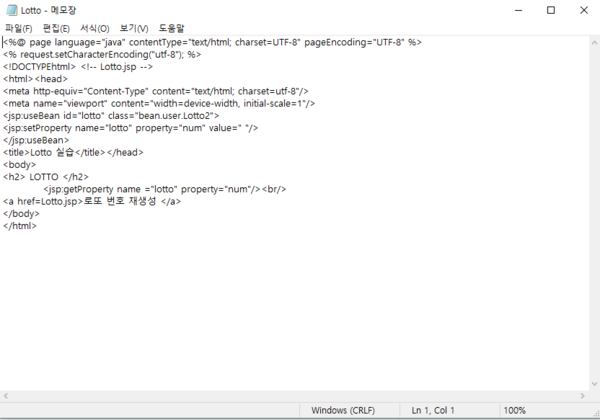 Lotto - 메모장
파일(F) 편집(E) 서식(O) 보기(V) 도움말
<%@ page language="java" contentType="text/html; charset=UTF-8" pageEncoding="UTF-8" %>
<% request.setCharacterEncoding("utf-8"); %>
<!DOCTYPEhtml> <!-- Lotto.jsp -->
<html><head>
<meta http-equiv="Content-Type" content="text/html; charset=utf-8"/>
<meta name="viewport" content="width=device-width, initial-scale=1"/>
<jsp:useBean id="lotto" class="bean.user.Lotto2">
<jsp:setProperty name="lotto" property="num" value=" "/>
</jsp:useBean>
<title>Lotto 실습</title></head>
<body>
<h2> LOTTO </h2>
<jsp:getProperty name ="lotto" property="num"/><br/>
<a href=Lotto.jsp>로또 번호 재생성 </a>
</body>
</html>
Windows (CRLF) Ln 1, Col 1 100%